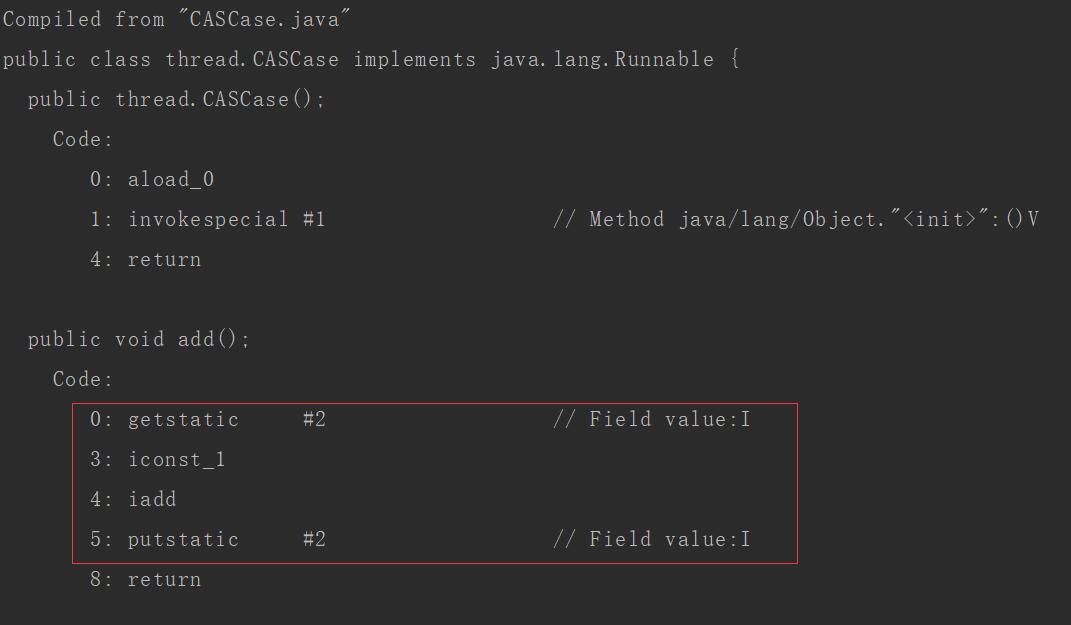 Compiled from "CASCase.java"
public class thread.CASCase implements java.lang.Runnable {
public thread.CASCase();
Code:
0: aload_0
1: invokespecial #1 // Method java/lang/Object."<init>":()V
4: return
public void add();
Code:
0: getstatic #2 // Field value:I
3: iconst_1
4: iadd
5: putstatic #2 // Field value:I
8: return